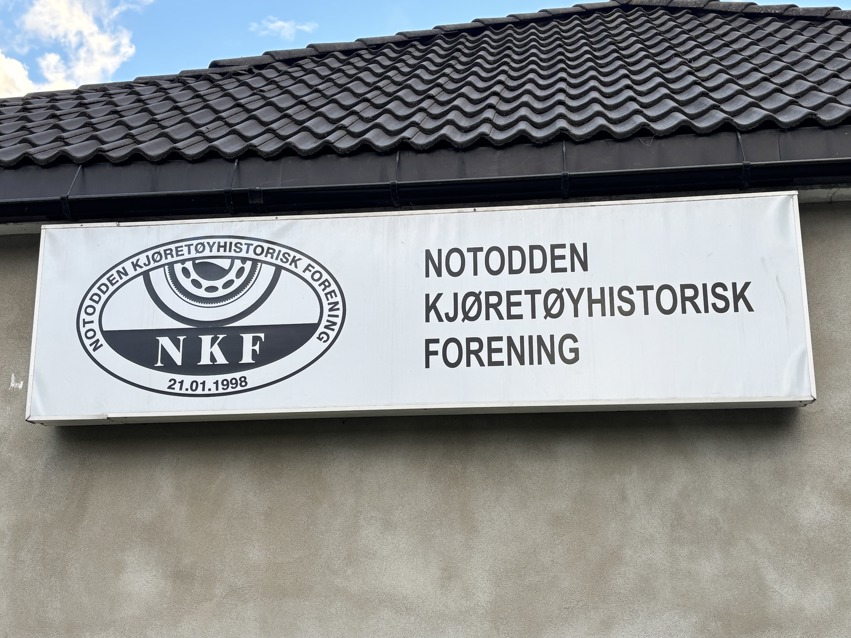 NOTODDEN KJØRETØYHISTORISK FORENING
NKF
21.01.1998
NOTODDEN
KJØRETØYHISTORISK
FORENING